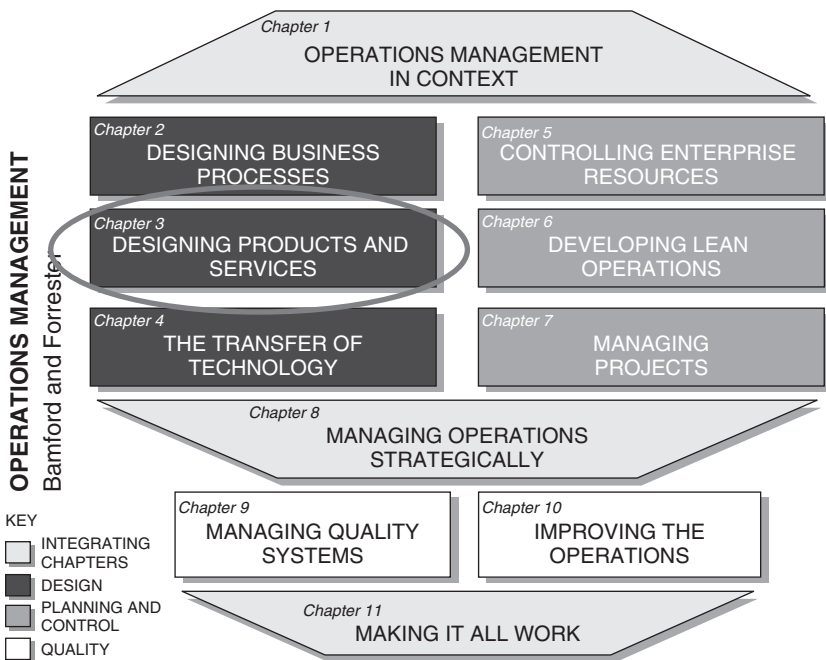 Chapter 1
OPERATIONS MANAGEMENT
IN CONTEXT
Chapter 2
DESIGNING BUSINESS
PROCESSES
Chapter 5
CONTROLLING ENTERPRISE
RESOURCES
Chapter 3
DESIGNING PRODUCTS AND
SERVICES
Chapter 6
DEVELOPING LEAN
OPERATIONS
Chapter 4
THE TRANSFER OF
TECHNOLOGY
Chapter 7
MANAGING
PROJECTS
Chapter 8
MANAGING OPERATIONS
STRATEGICALLY
Chapter 9
MANAGING QUALITY
SYSTEMS
Chapter 10
IMPROVING THE
OPERATIONS
Chapter 11
MAKING IT ALL WORK
OPERATIONS MANAGEMENT
Bamford and Forrester
KEY
INTEGRATING
CHAPTERS
DESIGN
PLANNING AND
CONTROL
QUALITY